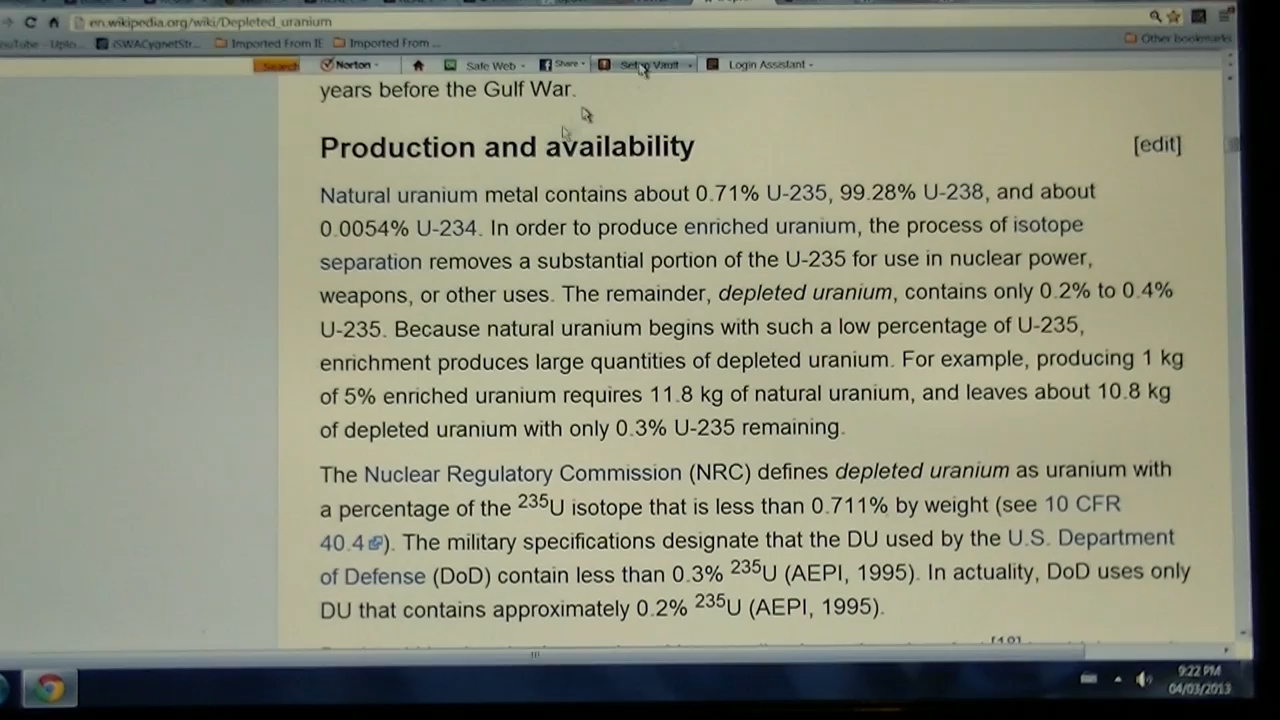 en.wikipedia.org/wiki/Depleted_uranium
Imported From IE
Imported From ...
Other bookmarks
Search
Norton
Safe Web
Share
Login Assistant
years before the Gulf War.
Production and availability [edit]
Natural uranium metal contains about 0.71% U-235, 99.28% U-238, and about
0.0054% U-234. In order to produce enriched uranium, the process of isotope
separation removes a substantial portion of the U-235 for use in nuclear power,
weapons, or other uses. The remainder, depleted uranium, contains only 0.2% to 0.4%
U-235. Because natural uranium begins with such a low percentage of U-235,
enrichment produces large quantities of depleted uranium. For example, producing 1 kg
of 5% enriched uranium requires 11.8 kg of natural uranium, and leaves about 10.8 kg
of depleted uranium with only 0.3% U-235 remaining.
The Nuclear Regulatory Commission (NRC) defines depleted uranium as uranium with
a percentage of the 235U isotope that is less than 0.711% by weight (see 10 CFR
40.4). The military specifications designate that the DU used by the U.S. Department
of Defense (DoD) contain less than 0.3% 235U (AEPI, 1995). In actuality, DoD uses only
DU that contains approximately 0.2% 235U (AEPI, 1995).
9:22 PM
04/03/2013